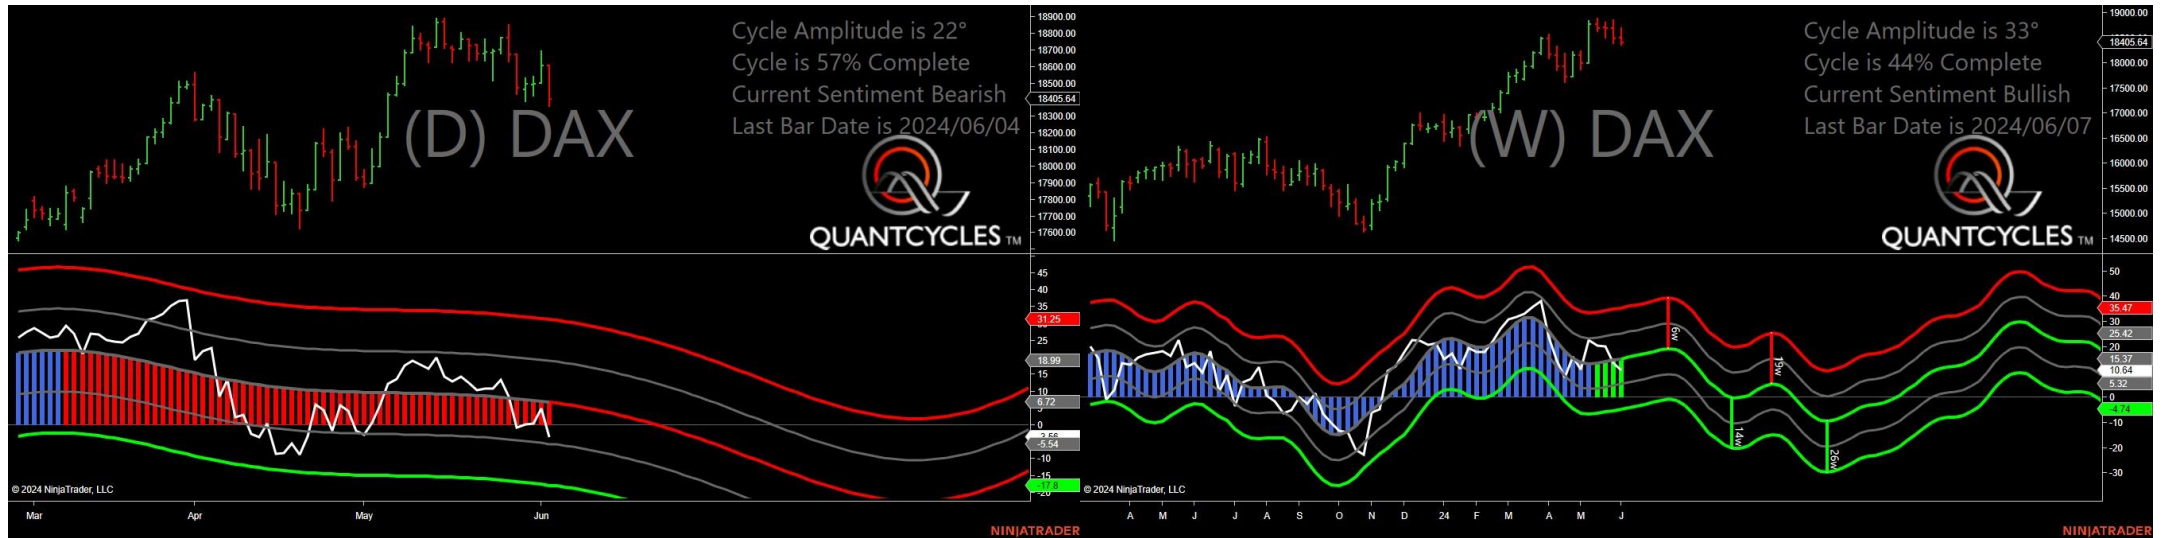 Cycle Amplitude is 22°
Cycle is 57% Complete
Current Sentiment Bearish
Last Bar Date is 2024/06/04
(D) DAX
QUANTCYCLES TM
18900.00
18800.00
18700.00
18600.00
18500.00
18405.64
18300.00
18200.00
18100.00
18000.00
17900.00
17800.00
17700.00
17600.00
45
40
35
31.25
25
18.99
15
10
6.72
0
-5.54
-10
-15
-17.8
-20
© 2024 NinjaTrader, LLC
Mar Apr May Jun
NINJATRADER
Cycle Amplitude is 33°
Cycle is 44% Complete
Current Sentiment Bullish
Last Bar Date is 2024/06/07
(W) DAX
QUANTCYCLES TM
19000.00
18405.64
18000.00
17500.00
17000.00
16500.00
16000.00
15500.00
15000.00
14500.00
50
40
35.47
30
25.42
20
15.37
10.64
5.32
0
-4.74
-10
-20
-30
6w
19w
14w
26w
© 2024 NinjaTrader, LLC
A M J J A S O N D 24 F M A M J
NINJATRADER